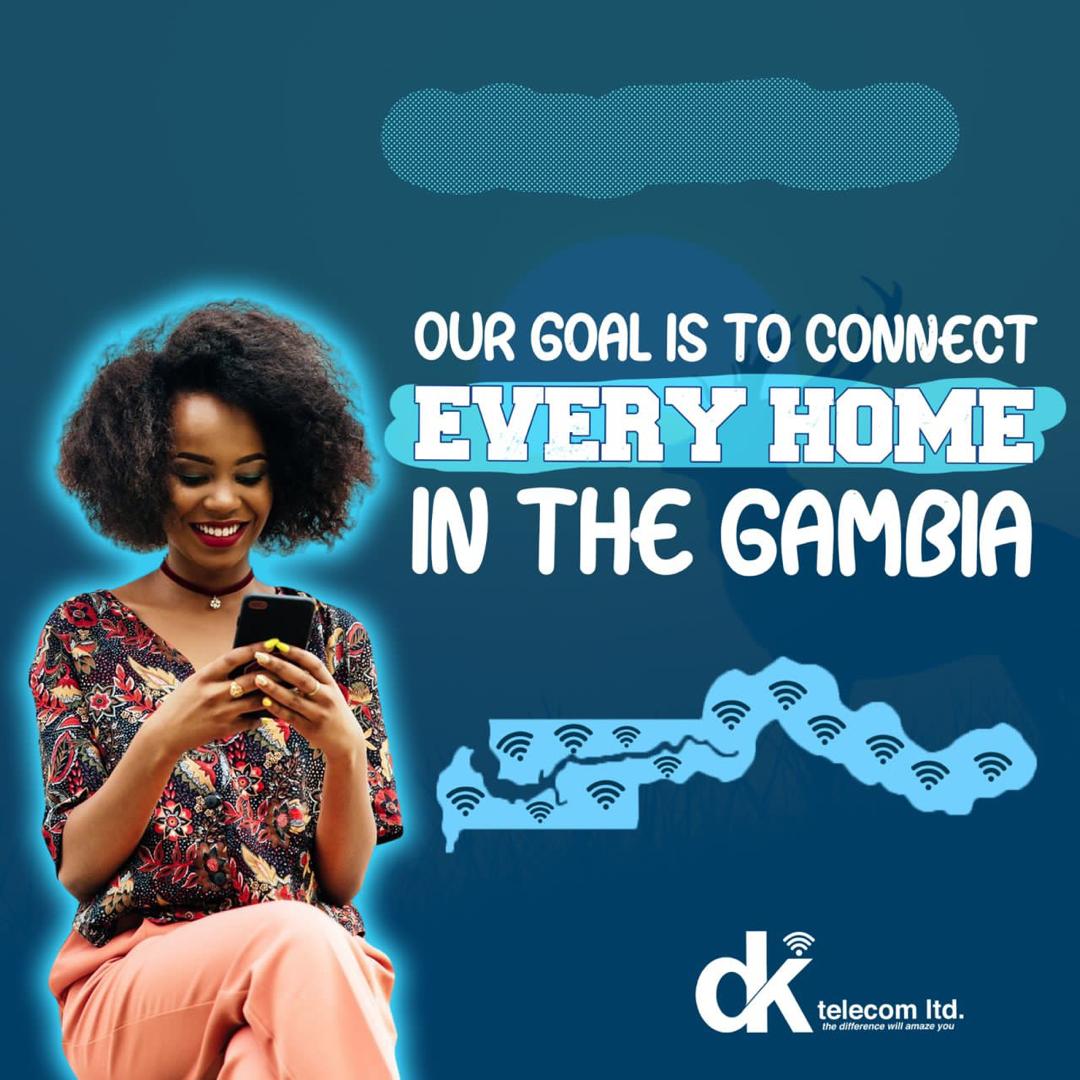 OUR GOAL IS TO CONNECT
EVERY HOME
IN THE GAMBIA
dk
telecom ltd.
the difference will amaze you